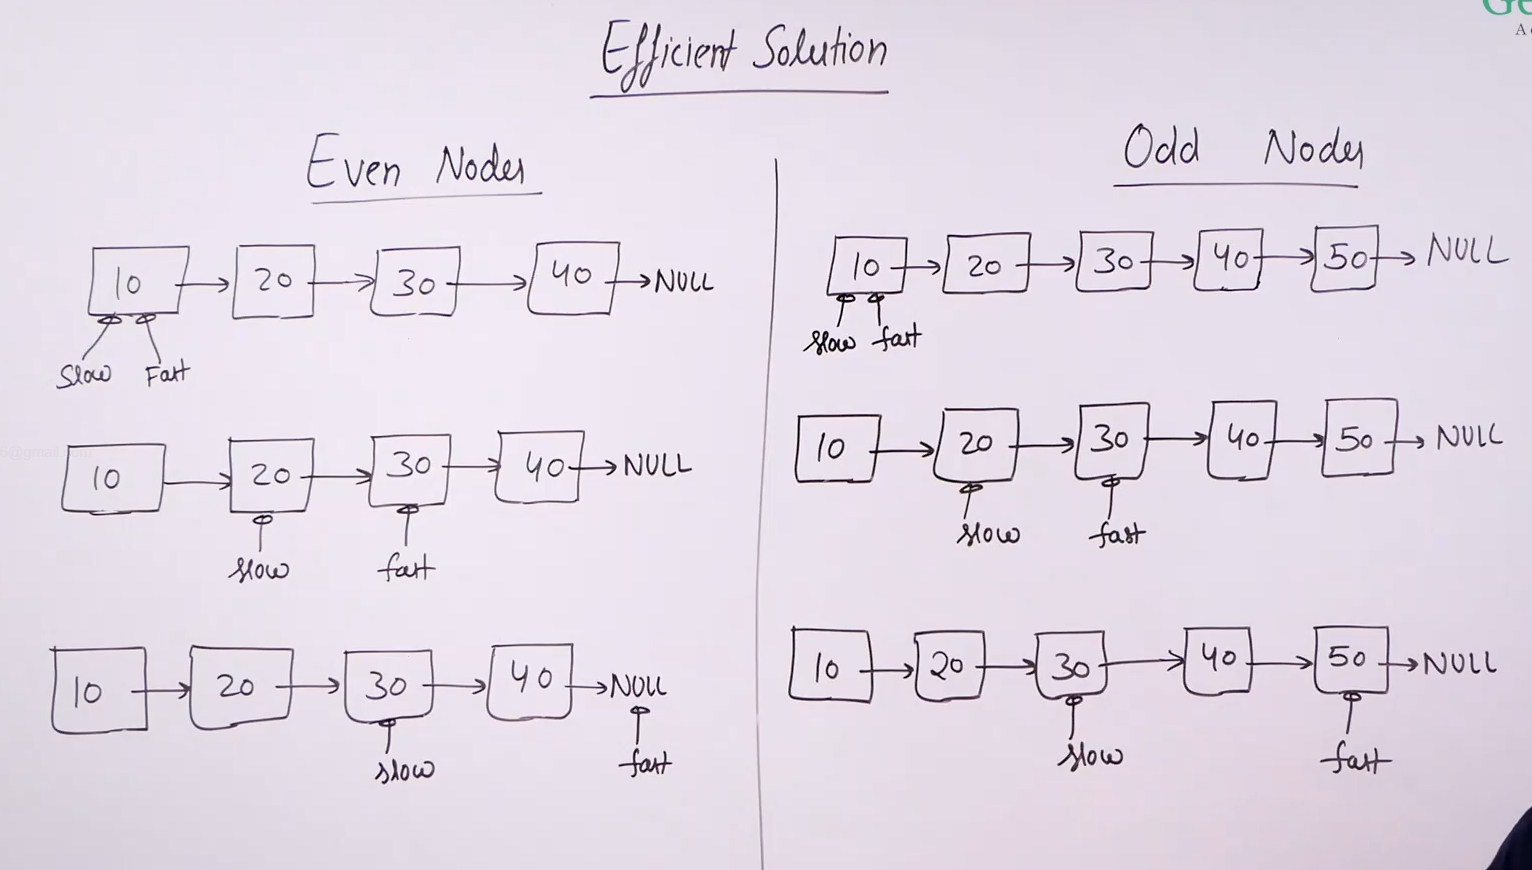 Efficient Solution
Even Nodes
10 → 20 → 30 → 40 → NULL
Slow Fast
10 → 20 → 30 → 40 → NULL
slow fast
10 → 20 → 30 → 40 → NULL
slow fast
Odd Nodes
10 → 20 → 30 → 40 → 50 → NULL
slow fast
10 → 20 → 30 → 40 → 50 → NULL
slow fast
10 → 20 → 30 → 40 → 50 → NULL
slow fast